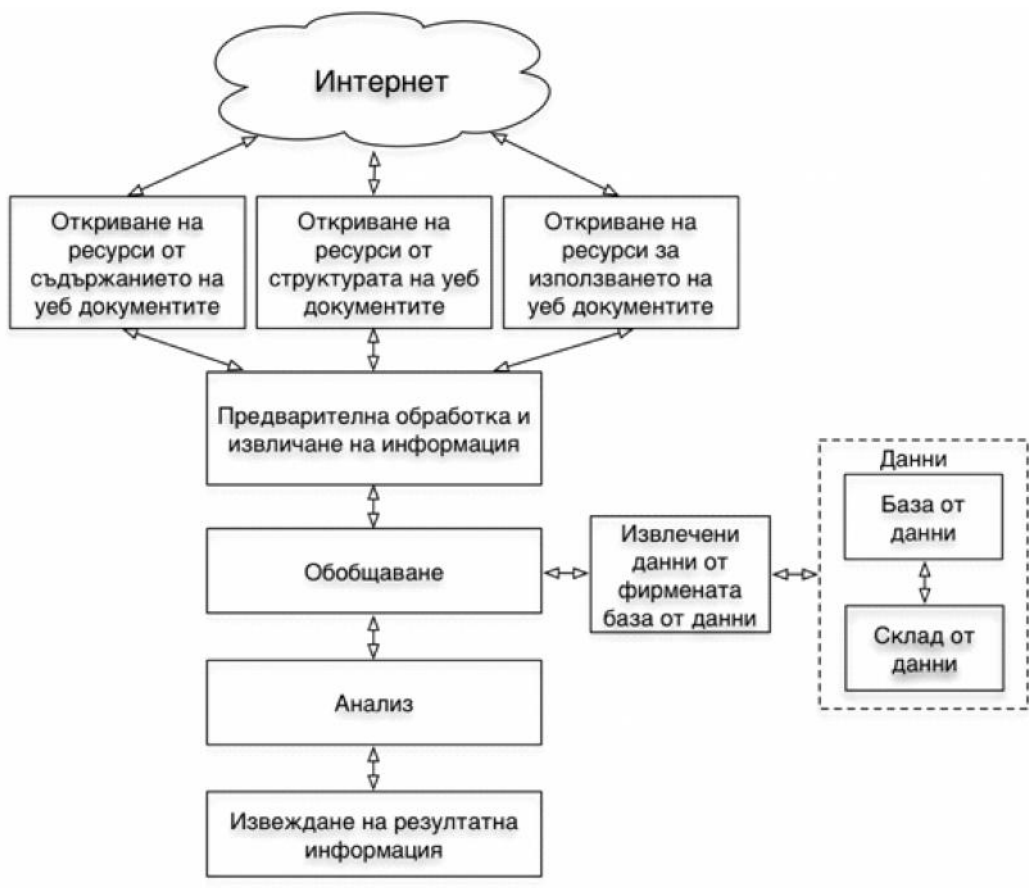 Интернет
Откриване на
ресурси от
съдържанието на
уеб документите
Откриване на
ресурси от
структурата на уеб
документите
Откриване на
ресурси за
използването на
уеб документите
Предварителна обработка и
извличане на информация
Обобщаване
Извлечени
данни от
фирмената
база от данни
Данни
База от
данни
Склад от
данни
Анализ
Извеждане на резултатна
информация